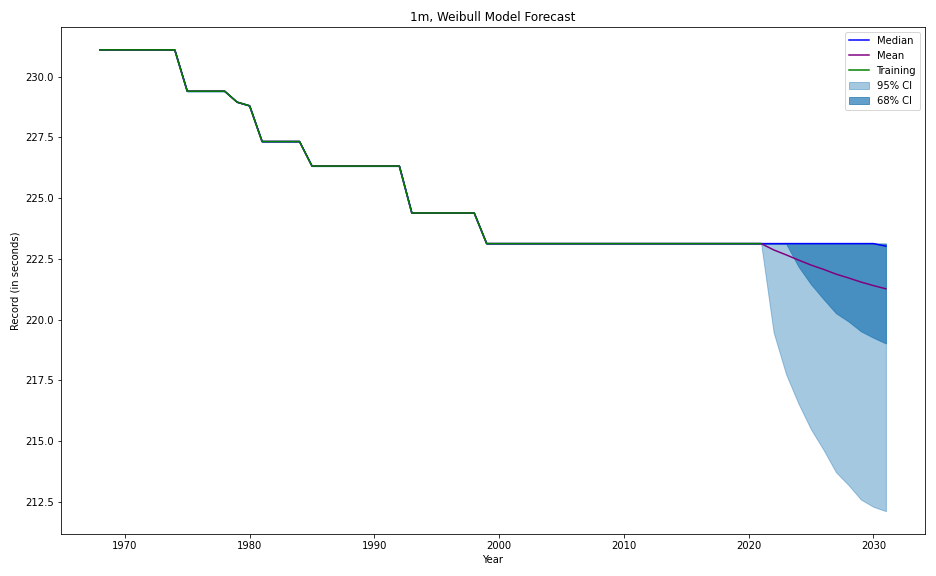 1m, Weibull Model Forecast
Median
Mean
Training
95% CI
68% CI
Record (in seconds)
230.0
227.5
225.0
222.5
220.0
217.5
215.0
212.5
1970 1980 1990 2000 2010 2020 2030
Year